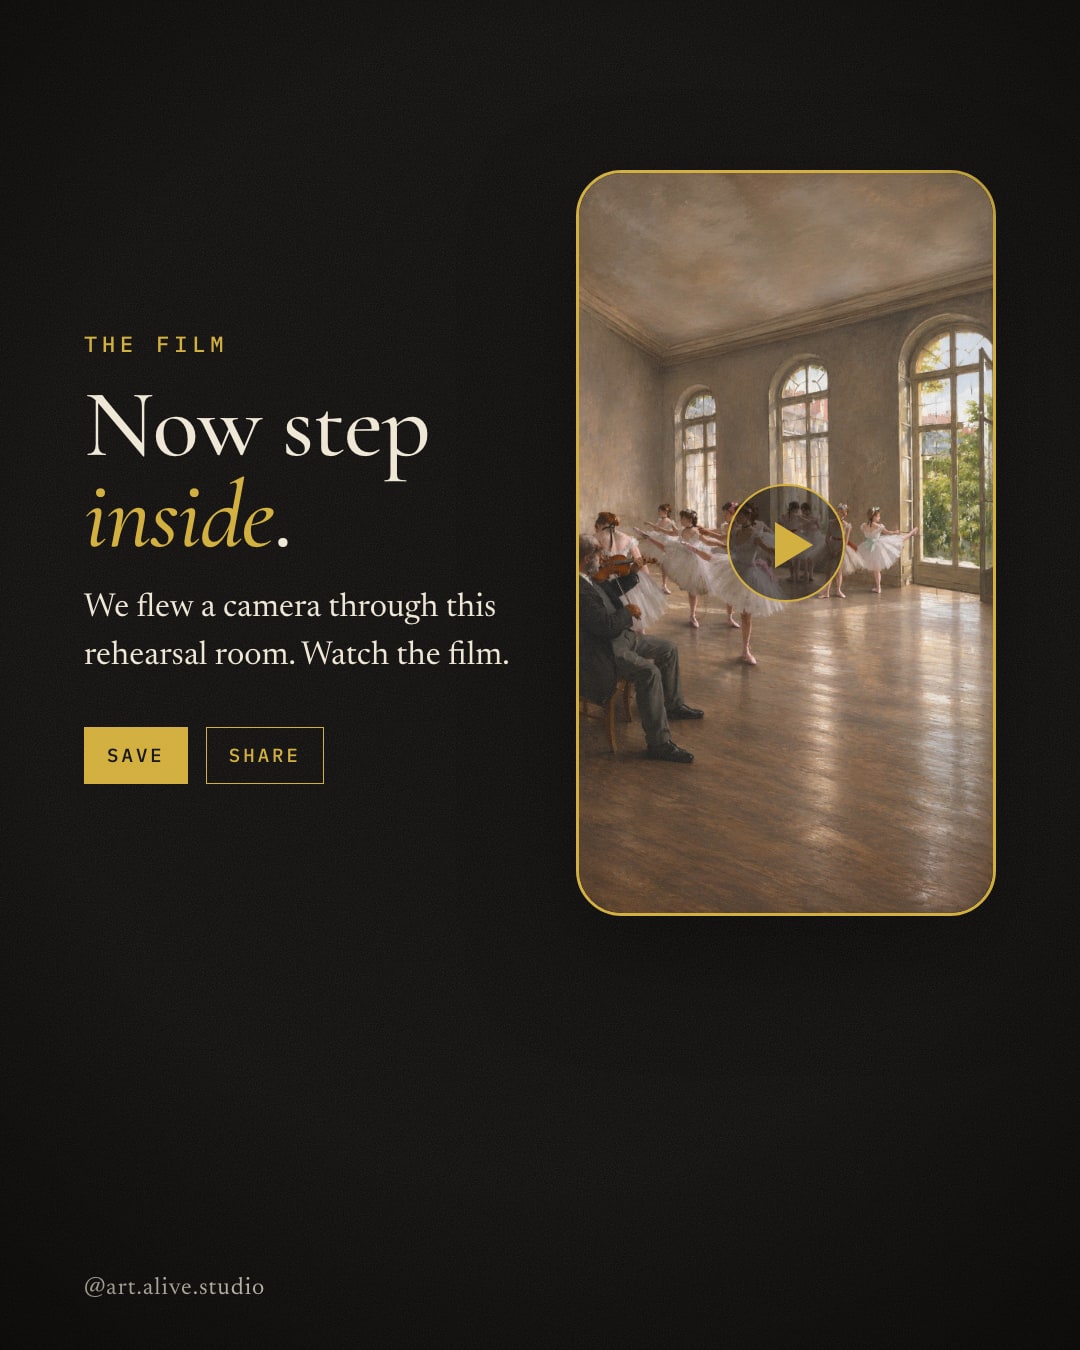 THE FILM
Now step
inside.
We flew a camera through this
rehearsal room. Watch the film.
SAVE
SHARE
@art.alive.studio